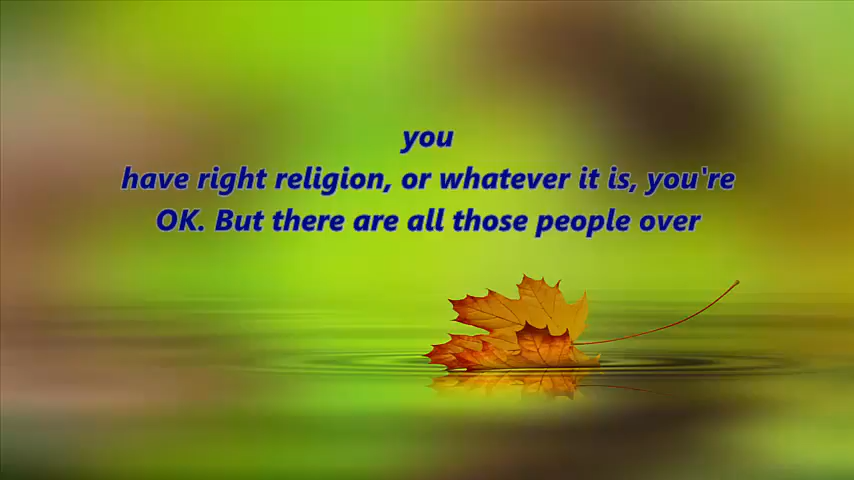 you
have right religion, or whatever it is, you're
OK. But there are all those people over